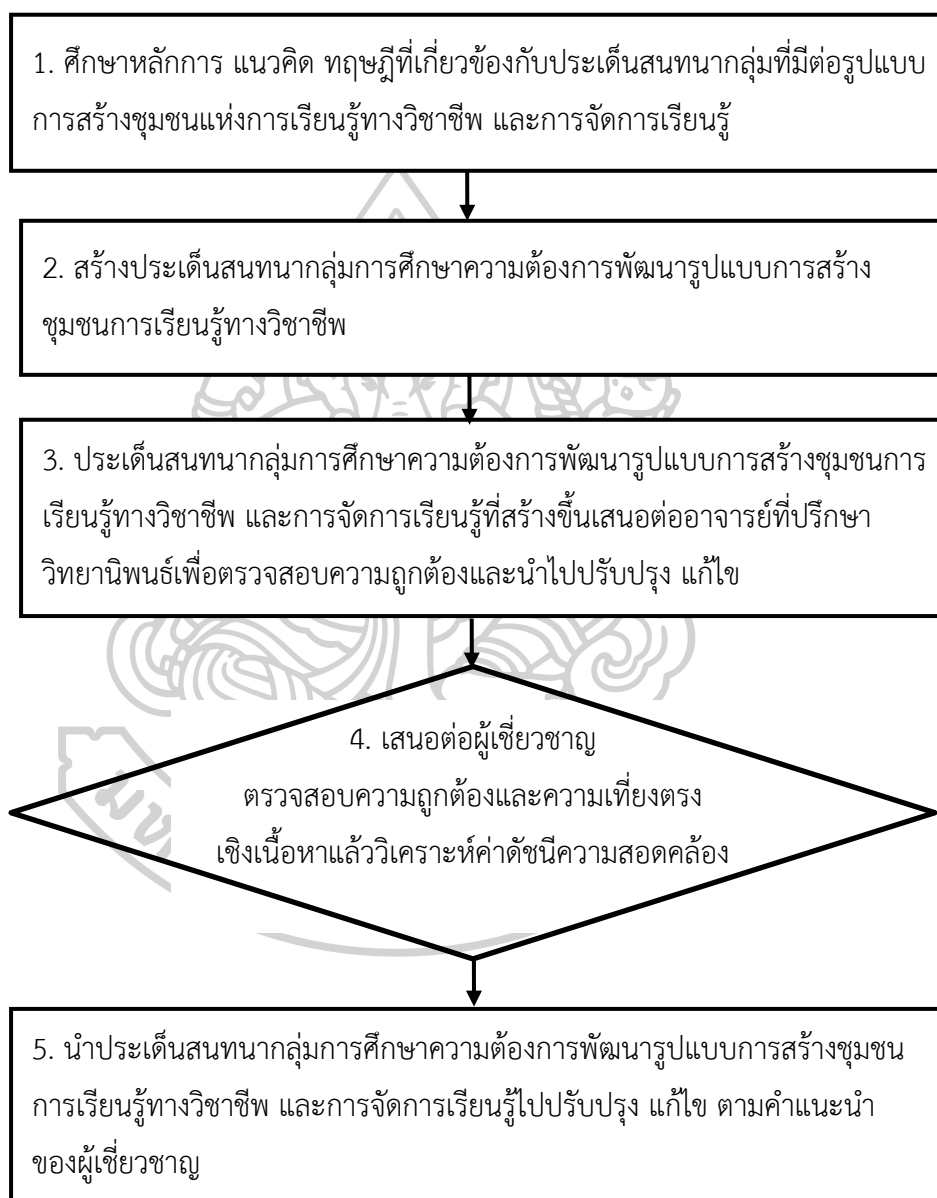 1. ศึกษาหลักการ แนวคิด ทฤษฎีที่เกี่ยวข้องกับประเด็นสนทนากลุ่มที่มีต่อรูปแบบ
การสร้างชุมชนแห่งการเรียนรู้ทางวิชาชีพ และการจัดการเรียนรู้
2. สร้างประเด็นสนทนากลุ่มการศึกษาความต้องการพัฒนารูปแบบการสร้าง
ชุมชนการเรียนรู้ทางวิชาชีพ
3. ประเด็นสนทนากลุ่มการศึกษาความต้องการพัฒนารูปแบบการสร้างชุมชนการ
เรียนรู้ทางวิชาชีพ และการจัดการเรียนรู้ที่สร้างขึ้นเสนอต่ออาจารย์ที่ปรึกษา
วิทยานิพนธ์เพื่อตรวจสอบความถูกต้องและนำไปปรับปรุง แก้ไข
4. เสนอต่อผู้เชี่ยวชาญ
ตรวจสอบความถูกต้องและความเที่ยงตรง
เชิงเนื้อหาแล้ววิเคราะห์ค่าดัชนีความสอดคล้อง
5. นำประเด็นสนทนากลุ่มการศึกษาความต้องการพัฒนารูปแบบการสร้างชุมชน
การเรียนรู้ทางวิชาชีพ และการจัดการเรียนรู้ไปปรับปรุง แก้ไข ตามคำแนะนำ
ของผู้เชี่ยวชาญ